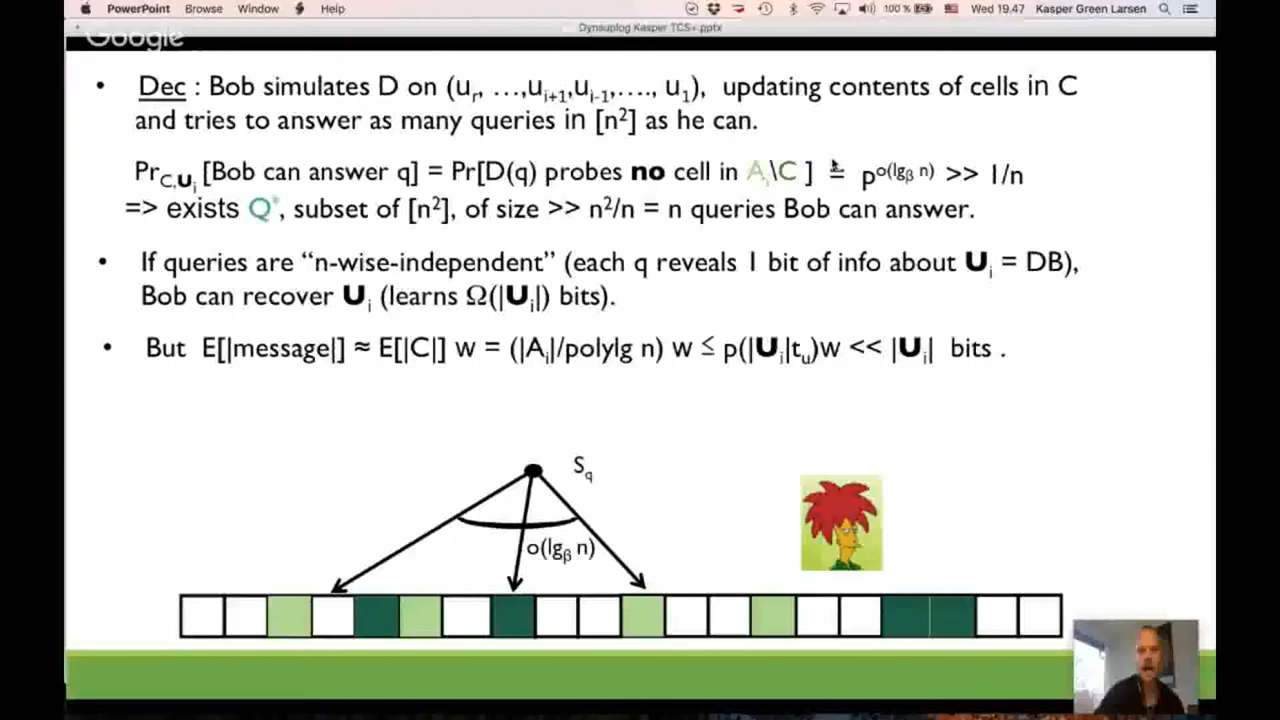 PowerPoint Browse Window Help 100 % Wed 19.47 Kasper Green Larsen
Dynsuplog Kasper TCS+.pptx
Google
• Dec : Bob simulates D on (uᵣ, …,uᵢ₊₁,uᵢ₋₁,…., u₁), updating contents of cells in C
and tries to answer as many queries in [n²] as he can.
Pr_{C,Uᵢ} [Bob can answer q] = Pr[D(q) probes no cell in Aᵢ\C ] ≥ p^{o(lgᵦ n)} >> 1/n
=> exists Q*, subset of [n²], of size >> n²/n = n queries Bob can answer.
• If queries are “n-wise-independent” (each q reveals 1 bit of info about Uᵢ = DB),
Bob can recover Uᵢ (learns Ω(|Uᵢ|) bits).
• But E[|message|] ≈ E[|C|] w = (|Aᵢ|/polylg n) w ≤ p(|Uᵢ|tᵤ)w << |Uᵢ| bits .
S_q
o(lgᵦ n)